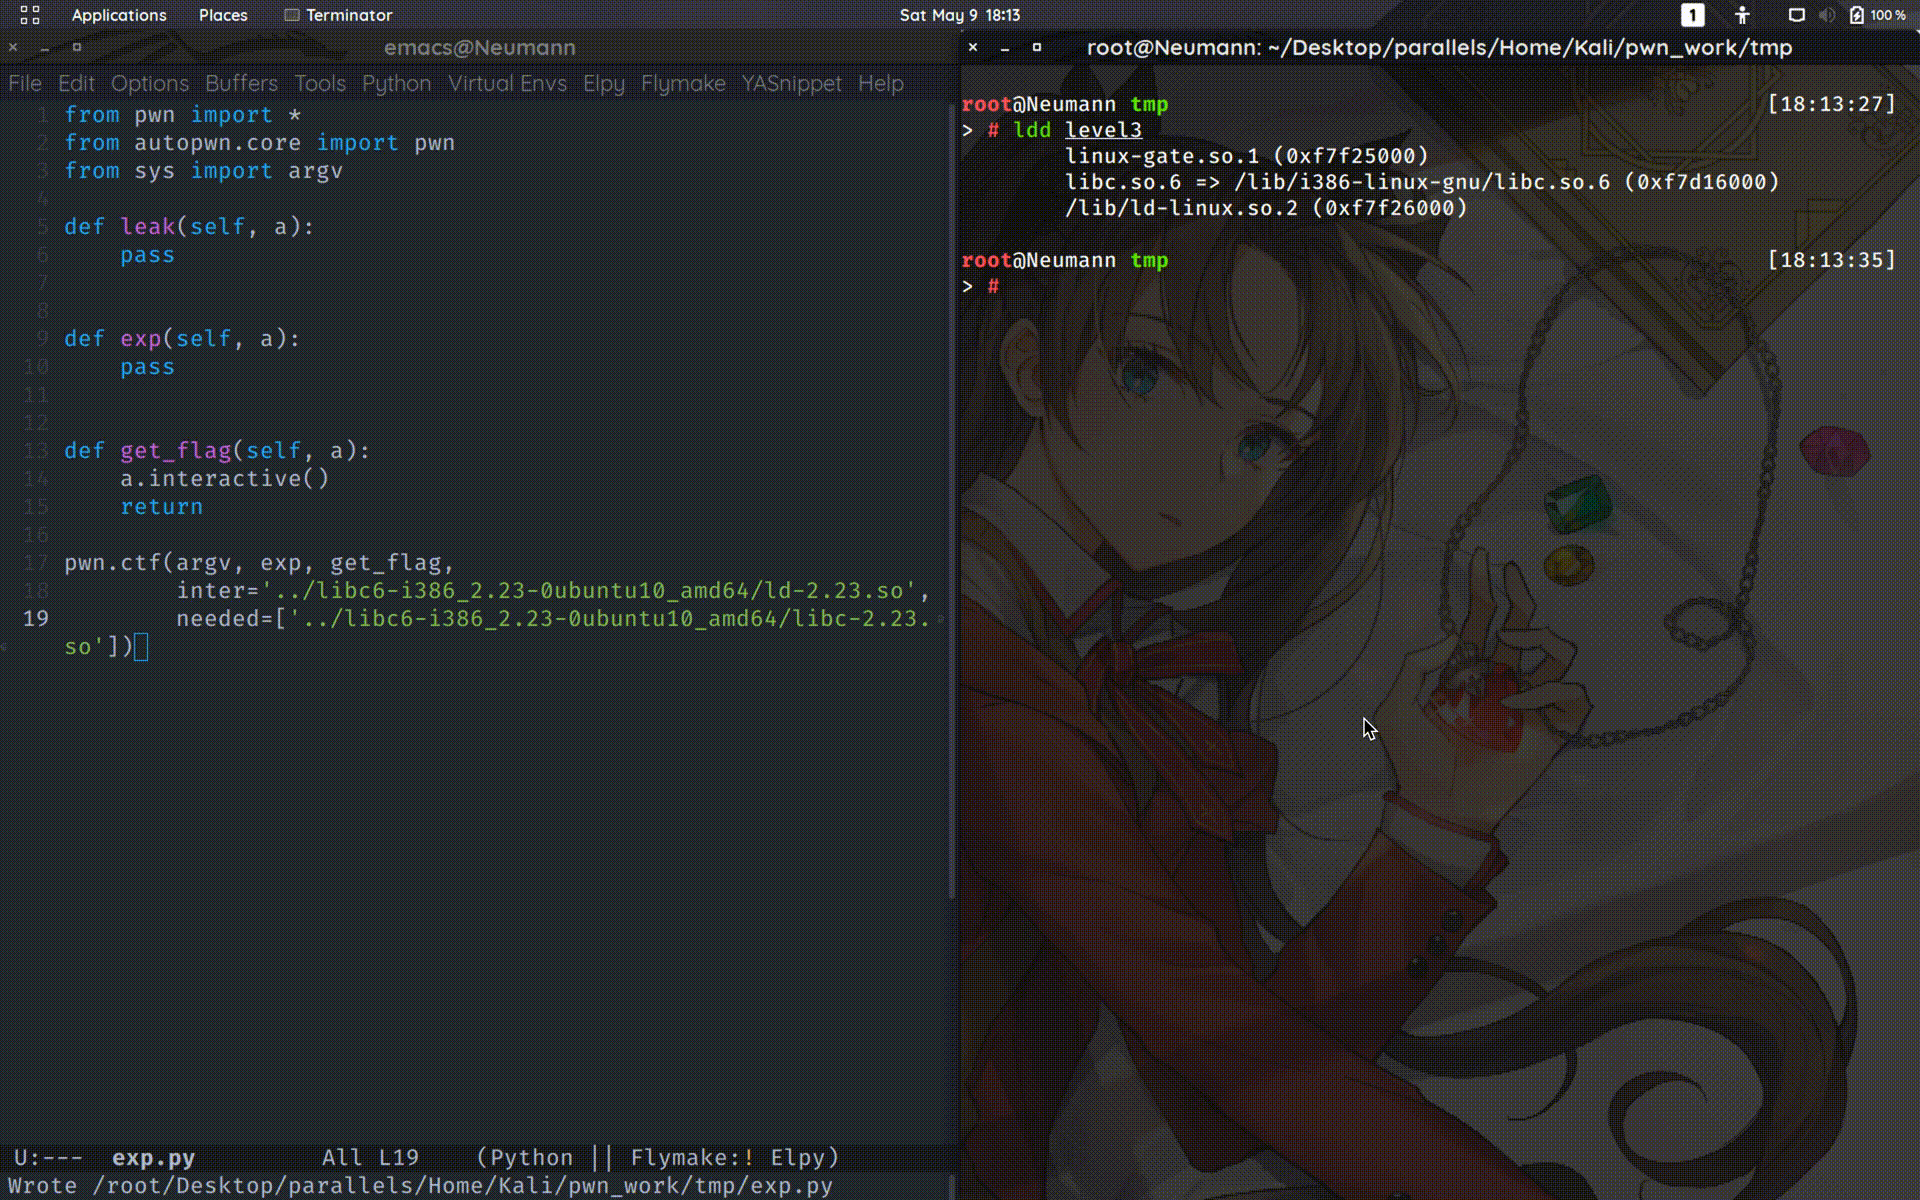 Applications Places Terminator Sat May 9 18:13 1 100 %
emacs@Neumann
File Edit Options Buffers Tools Python Virtual Envs Elpy Flymake YASnippet Help
1 from pwn import *
2 from autopwn.core import pwn
3 from sys import argv
4
5 def leak(self, a):
6 pass
7
8
9 def exp(self, a):
10 pass
11
12
13 def get_flag(self, a):
14 a.interactive()
15 return
16
17 pwn.ctf(argv, exp, get_flag,
18 inter='../libc6-i386_2.23-0ubuntu10_amd64/ld-2.23.so',
19 needed=['../libc6-i386_2.23-0ubuntu10_amd64/libc-2.23.
so'])
U:--- exp.py All L19 (Python || Flymake:! Elpy)
Wrote /root/Desktop/parallels/Home/Kali/pwn_work/tmp/exp.py
root@Neumann: ~/Desktop/parallels/Home/Kali/pwn_work/tmp
root@Neumann tmp [18:13:27]
> # ldd level3
linux-gate.so.1 (0xf7f25000)
libc.so.6 => /lib/i386-linux-gnu/libc.so.6 (0xf7d16000)
/lib/ld-linux.so.2 (0xf7f26000)
root@Neumann tmp [18:13:35]
> #